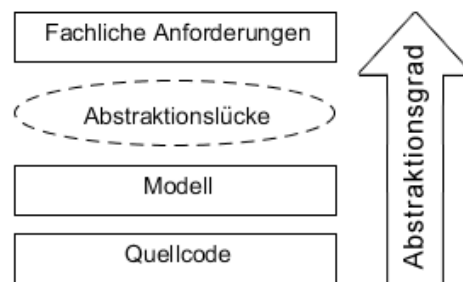 Fachliche Anforderungen
Abstraktionslücke
Modell
Quellcode
Abstraktionsgrad